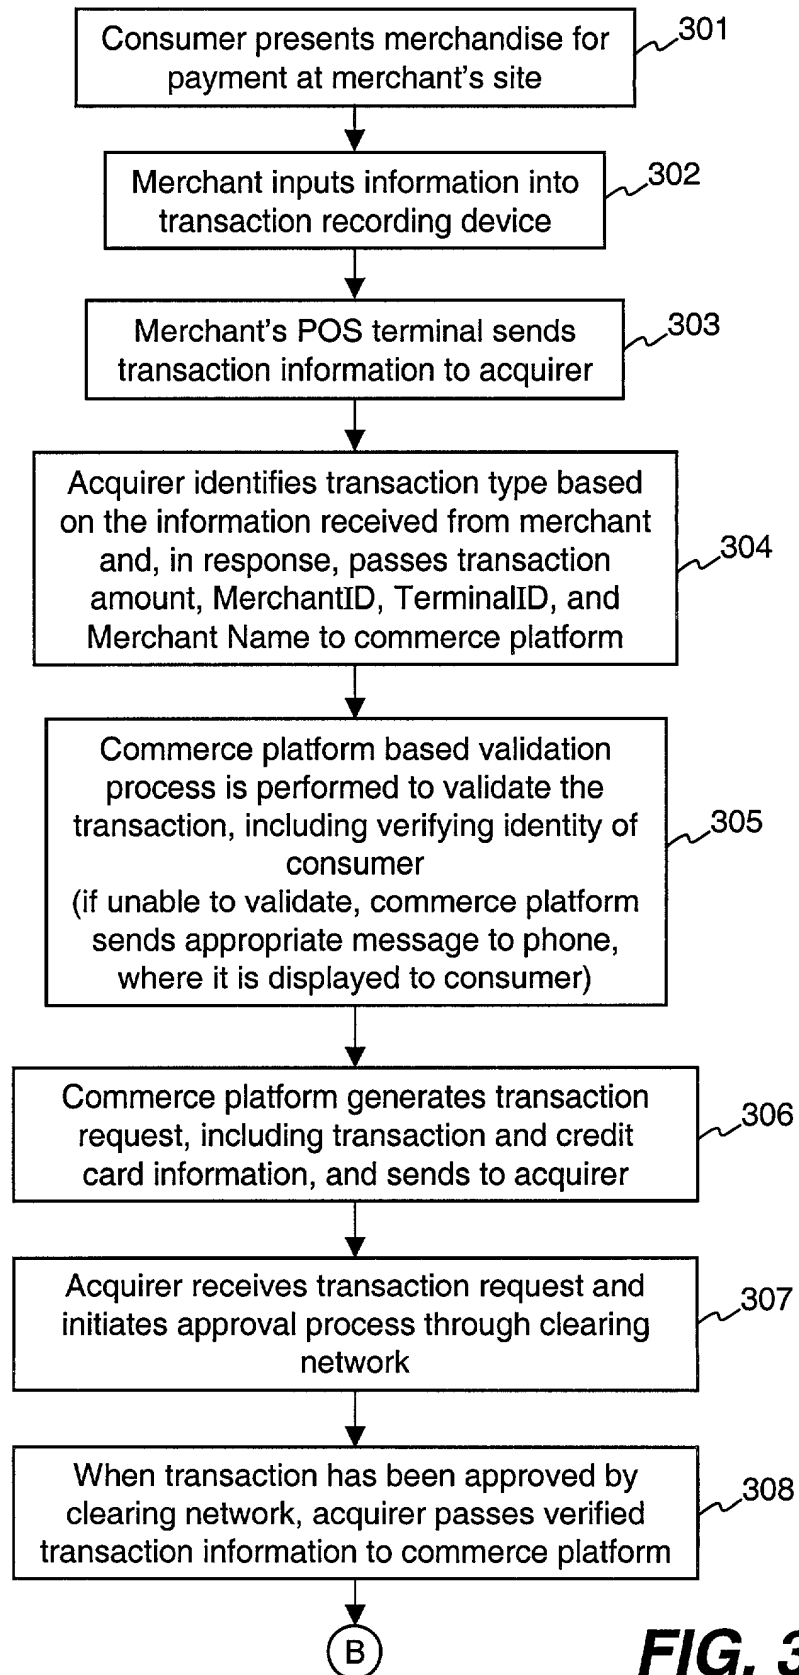 Consumer presents merchandise for
payment at merchant's site
301
Merchant inputs information into
transaction recording device
302
Merchant's POS terminal sends
transaction information to acquirer
303
Acquirer identifies transaction type based
on the information received from merchant
and, in response, passes transaction
amount, MerchantID, TerminalID, and
Merchant Name to commerce platform
304
Commerce platform based validation
process is performed to validate the
transaction, including verifying identity of
consumer
(if unable to validate, commerce platform
sends appropriate message to phone,
where it is displayed to consumer)
305
Commerce platform generates transaction
request, including transaction and credit
card information, and sends to acquirer
306
Acquirer receives transaction request and
initiates approval process through clearing
network
307
When transaction has been approved by
clearing network, acquirer passes verified
transaction information to commerce platform
308
B
FIG. 3